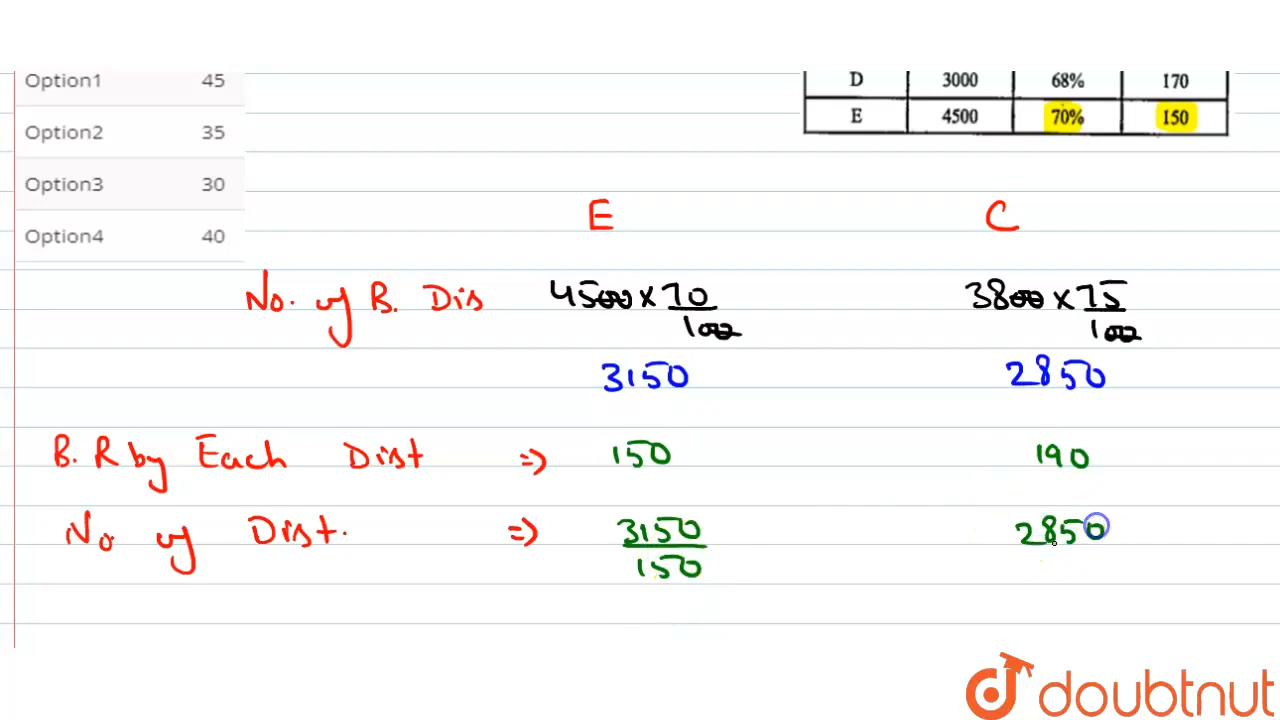 Option1 45
Option2 35
Option3 30
Option4 40
D 3000 68% 170
E 4500 70% 150
E C
No. of B. Dis 4500 × 70/100 3800 × 75/100
3150 2850
B. R by Each Dist ⇒ 150 190
No of Dist. ⇒ 3150/150 2850
doubtnut